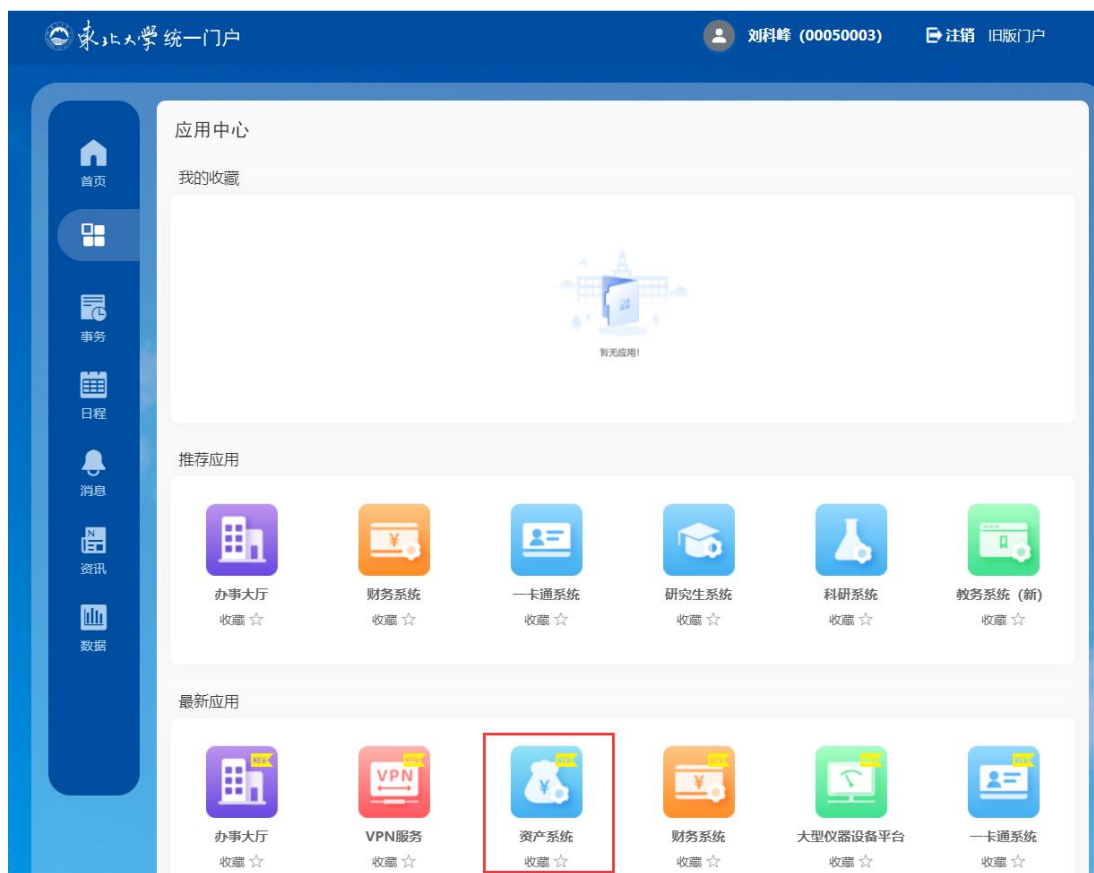 东北大学 统一门户
刘科峰 (00050003) 注销 旧版门户
首页
事务
日程
消息
资讯
数据
应用中心
我的收藏
暂无应用!
推荐应用
¥
办事大厅 财务系统 一卡通系统 研究生系统 科研系统 教务系统 (新)
收藏 ☆ 收藏 ☆ 收藏 ☆ 收藏 ☆ 收藏 ☆ 收藏 ☆
最新应用
NEW NEW NEW NEW NEW NEW
VPN ¥ ¥
办事大厅 VPN服务 资产系统 财务系统 大型仪器设备平台 一卡通系统
收藏 ☆ 收藏 ☆ 收藏 ☆ 收藏 ☆ 收藏 ☆ 收藏 ☆